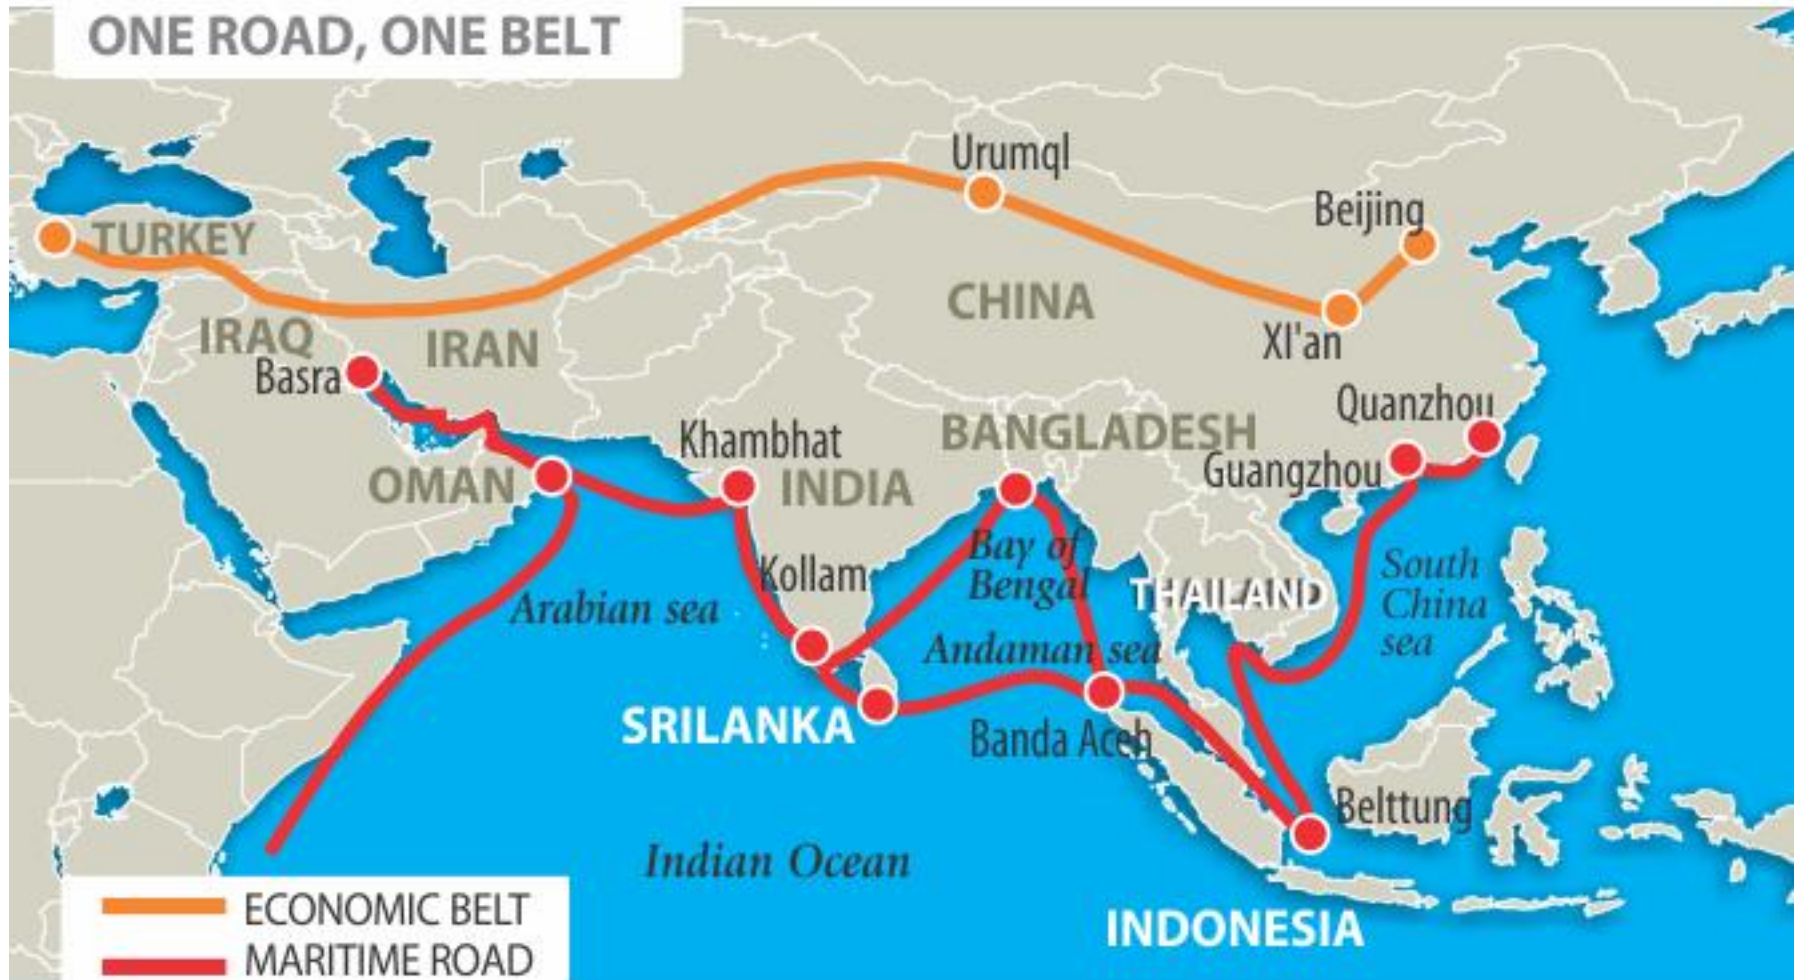 ONE ROAD, ONE BELT
Urumql
Beijing
TURKEY
CHINA
IRAQ
IRAN
XI'an
Basra
Quanzhou
Khambhat
BANGLADESH
Guangzhou
OMAN
INDIA
Bay of
Bengal
Kollam
South
China
sea
THAILAND
Arabian sea
Andaman sea
SRILANKA
Banda Aceh
Belttung
Indian Ocean
ECONOMIC BELT
INDONESIA
MARITIME ROAD